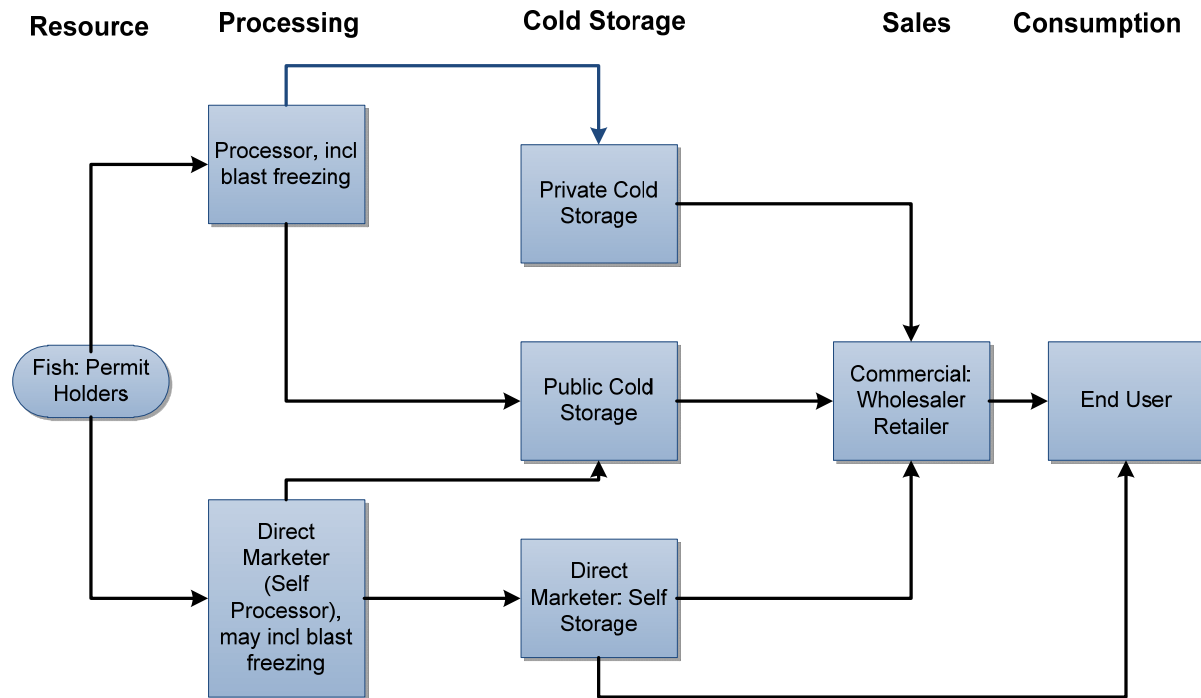 Resource
Processing
Cold Storage
Sales
Consumption
Processor, incl
blast freezing
Private Cold
Storage
Fish: Permit
Holders
Public Cold
Storage
Commercial:
Wholesaler
Retailer
End User
Direct
Marketer
(Self
Processor),
may incl blast
freezing
Direct
Marketer: Self
Storage